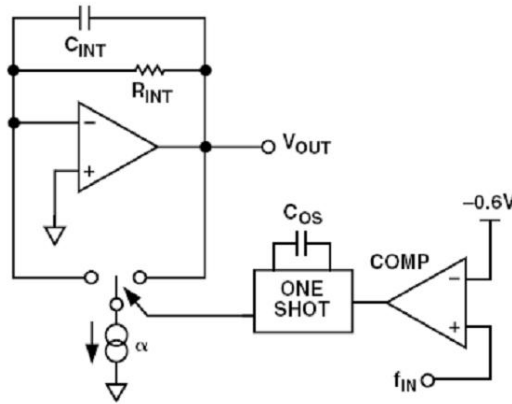 C_INT
R_INT
−
+
V_OUT
C_OS
ONE
SHOT
COMP
−0.6V
−
+
f_IN
α